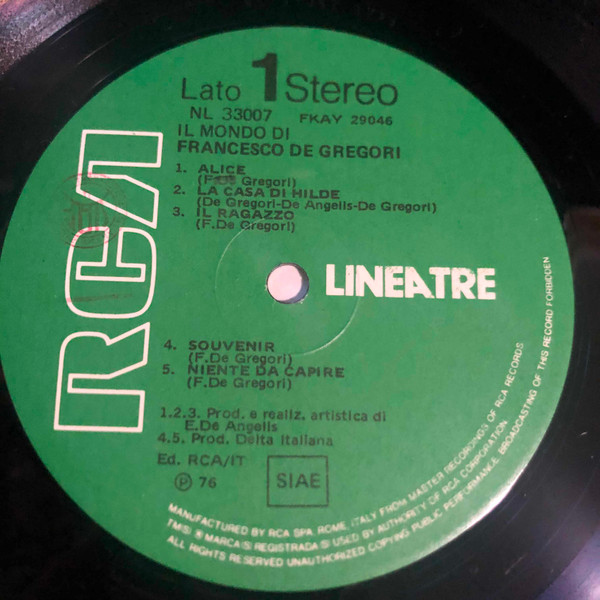 Lato 1 Stereo
NL 33007 FKAY 29046
IL MONDO DI
FRANCESCO DE GREGORI
1. ALICE
(F. De Gregori)
2. LA CASA DI HILDE
(De Gregori-De Angelis-De Gregori)
3. IL RAGAZZO
(F.De Gregori)
RCA
LINEATRE
4. SOUVENIR
(F.De Gregori)
5. NIENTE DA CAPIRE
(F.De Gregori)
1.2.3. Prod. e realiz. artistica di
E.De Angelis
4.5. Prod. Delta Italiana
Ed. RCA/IT
Ⓟ 76 SIAE
MANUFACTURED BY RCA SPA, ROME, ITALY FROM MASTER RECORDINGS OF RCA RECORDS
TM(S) ® MARCA(S) REGISTRADA(S) USED BY AUTHORITY OF RCA CORPORATION.
ALL RIGHTS RESERVED UNAUTHORIZED COPYING PUBLIC PERFORMANCE BROADCASTING OF THIS RECORD FORBIDDEN